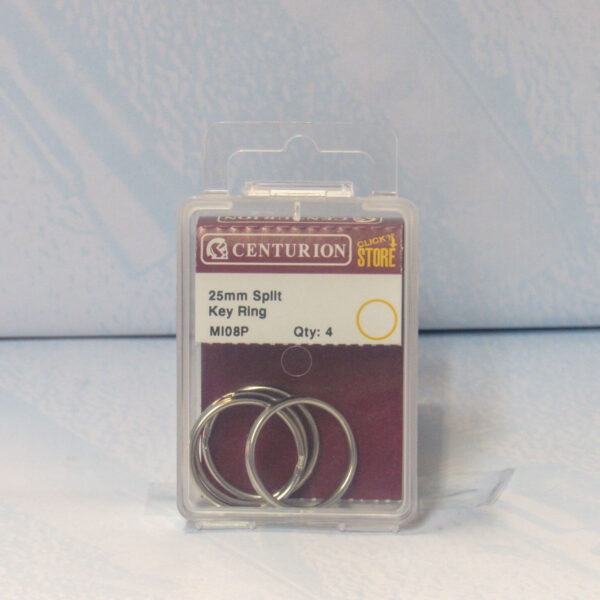 CENTURION
CLICK'N
STORE
25mm Split
Key Ring
MI08P Qty: 4